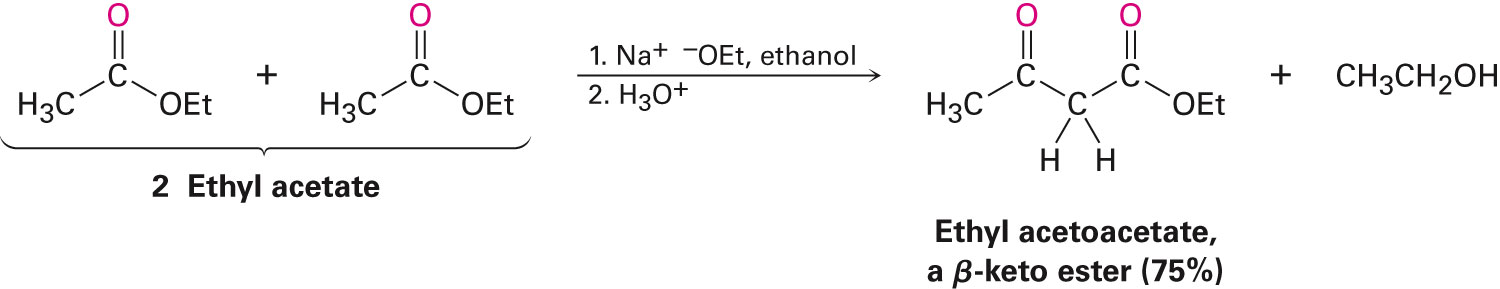 O O O O
H3C C OEt + H3C C OEt 1. Na+ −OEt, ethanol H3C C C C OEt + CH3CH2OH
2. H3O+
H H
2 Ethyl acetate
Ethyl acetoacetate,
a β-keto ester (75%)